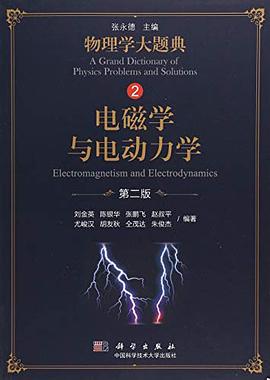 张永德 主编
物理学大题典
A Grand Dictionary of
Physics Problems and Solutions
2
电磁学
与电动力学
Electromagnetism and Electrodynamics
第二版
刘金英 陈银华 张鹏飞 赵叔平
尤峻汉 胡友秋 仝茂达 朱俊杰 / 编著
科学出版社
中国科学技术大学出版社